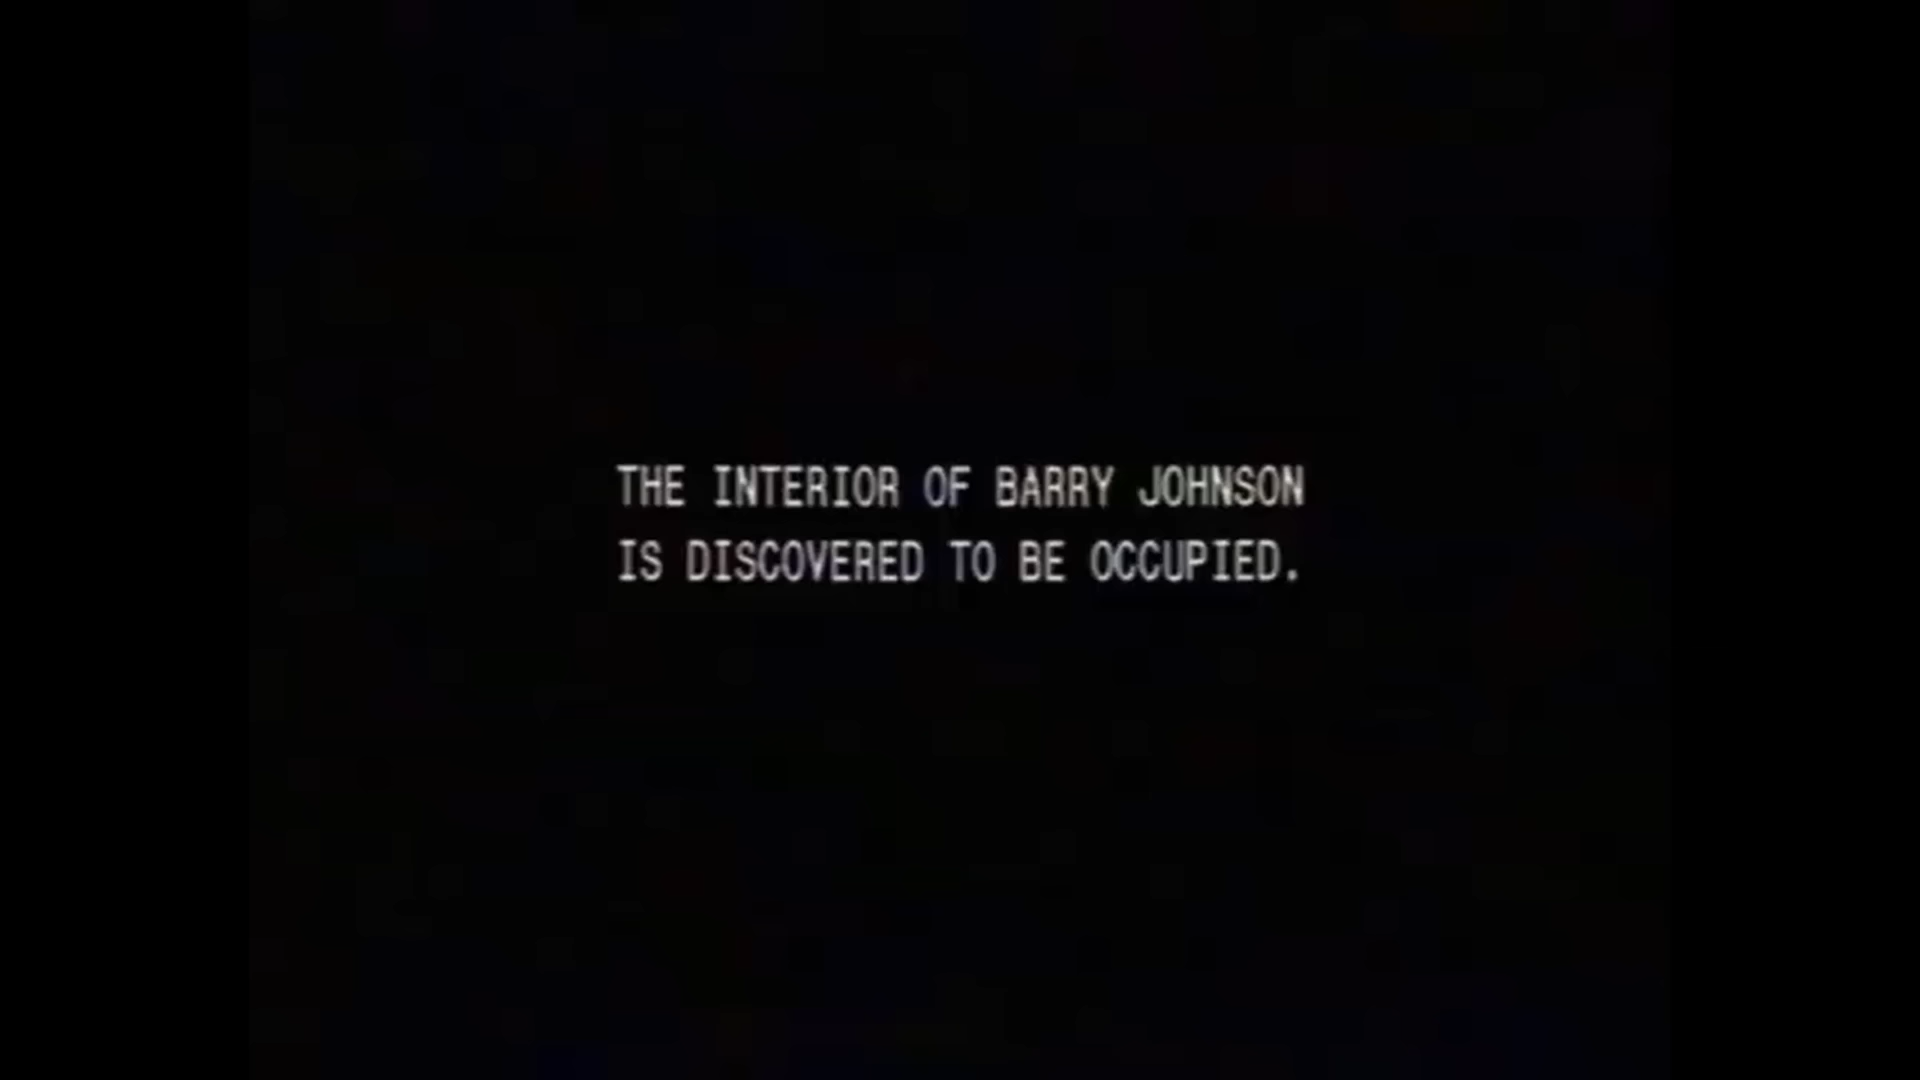 THE INTERIOR OF BARRY JOHNSON
IS DISCOVERED TO BE OCCUPIED.